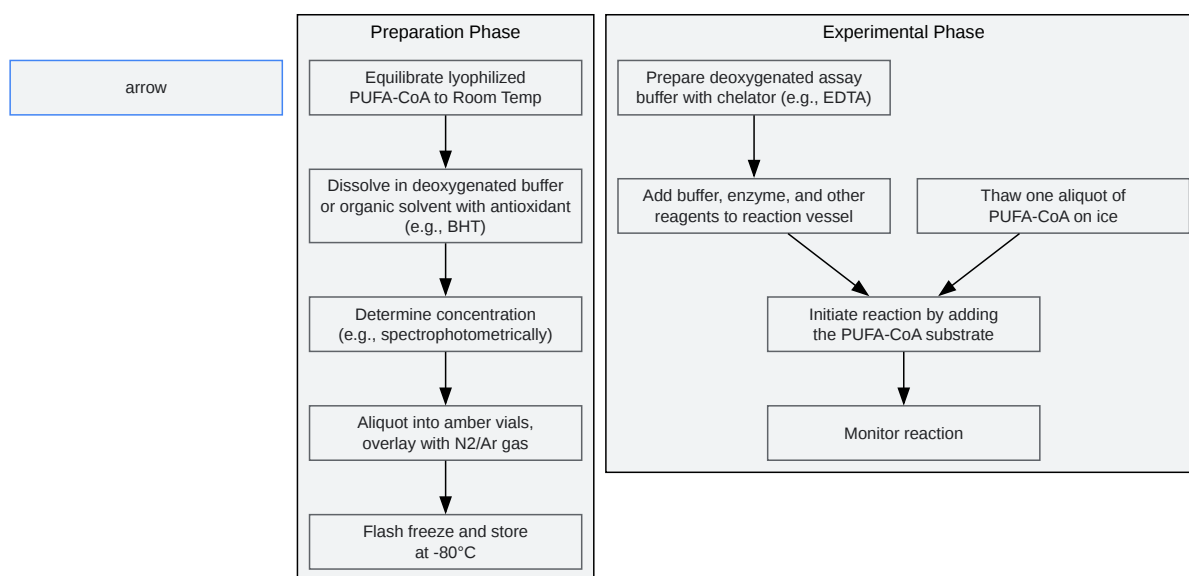 arrow
Preparation Phase
Equilibrate lyophilized
PUFA-CoA to Room Temp
Dissolve in deoxygenated buffer
or organic solvent with antioxidant
(e.g., BHT)
Determine concentration
(e.g., spectrophotometrically)
Aliquot into amber vials,
overlay with N2/Ar gas
Flash freeze and store
at -80°C
Experimental Phase
Prepare deoxygenated assay
buffer with chelator (e.g., EDTA)
Add buffer, enzyme, and other
reagents to reaction vessel
Thaw one aliquot of
PUFA-CoA on ice
Initiate reaction by adding
the PUFA-CoA substrate
Monitor reaction